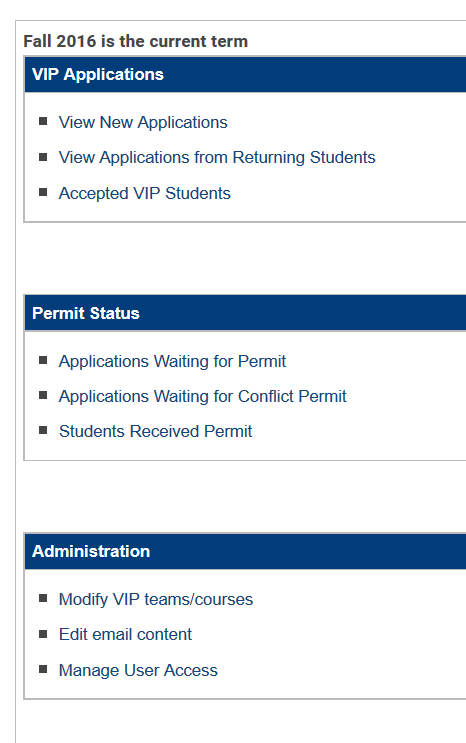 Fall 2016 is the current term
VIP Applications
View New Applications
View Applications from Returning Students
Accepted VIP Students
Permit Status
Applications Waiting for Permit
Applications Waiting for Conflict Permit
Students Received Permit
Administration
Modify VIP teams/courses
Edit email content
Manage User Access